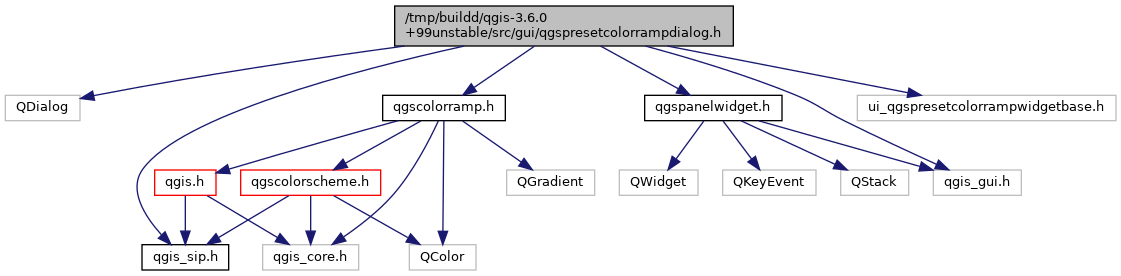 /tmp/buildd/qgis-3.6.0
+99unstable/src/gui/qgspresetcolorrampdialog.h
QDialog
qgscolorramp.h
qgspanelwidget.h
ui_qgspresetcolorrampwidgetbase.h
qgis.h
qgscolorscheme.h
QGradient
QWidget
QKeyEvent
QStack
qgis_gui.h
qgis_sip.h
qgis_core.h
QColor